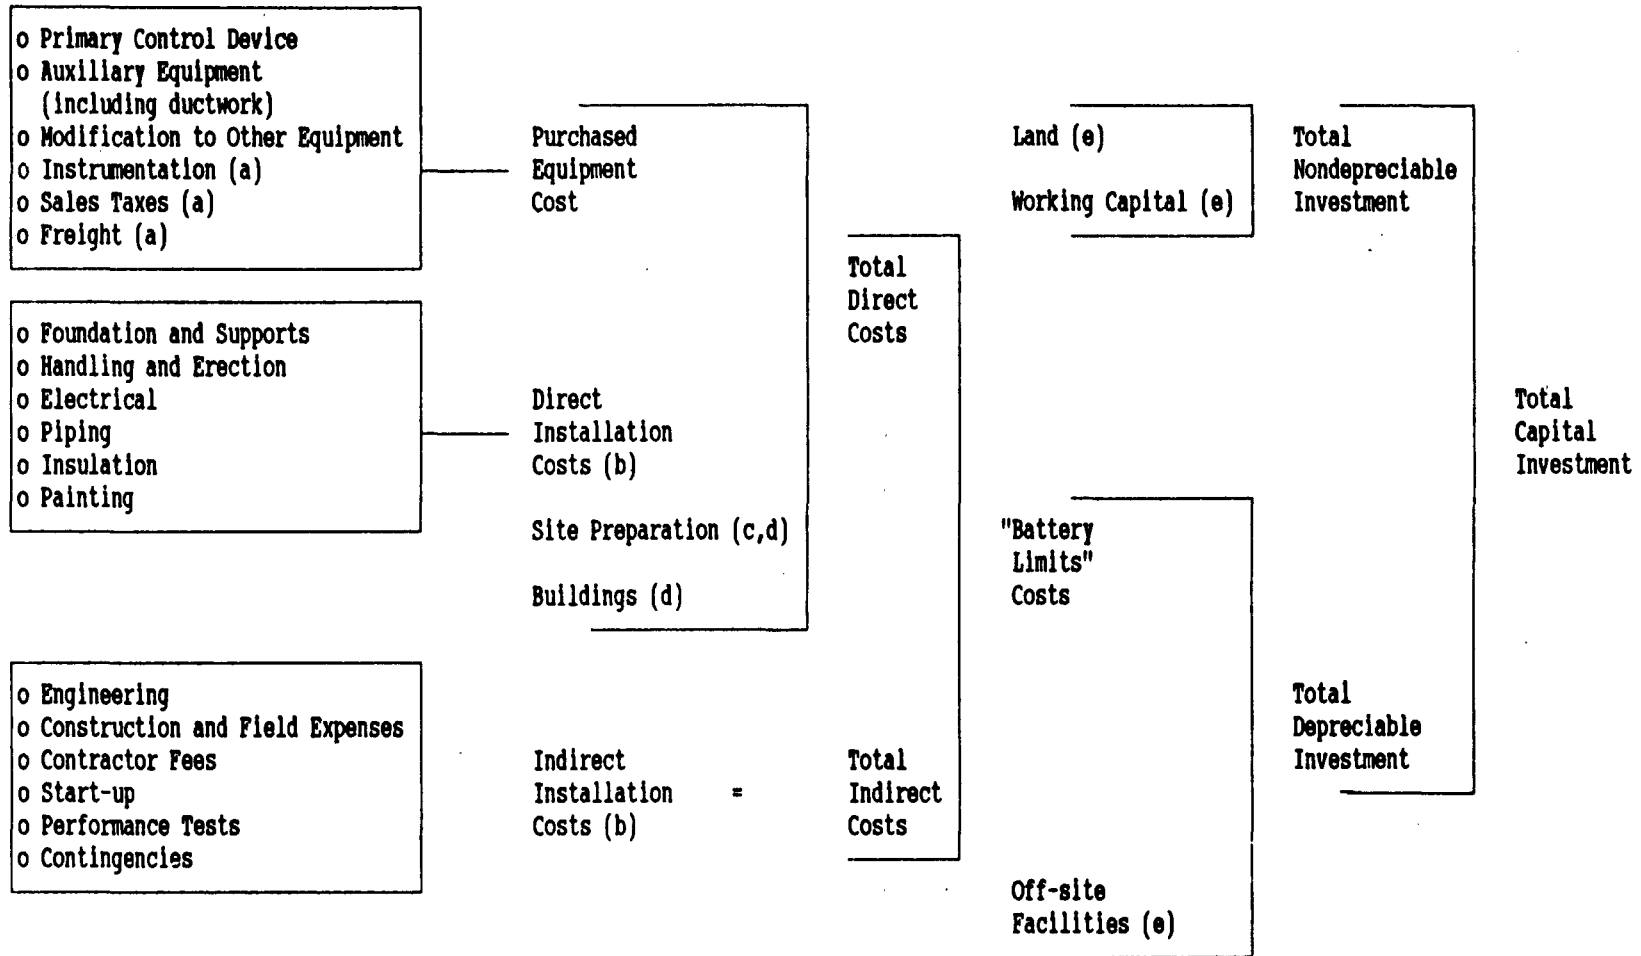 o Primary Control Device
o Auxiliary Equipment
(including ductwork)
o Modification to Other Equipment
o Instrumentation (a)
o Sales Taxes (a)
o Freight (a)
Purchased
Equipment
Cost
o Foundation and Supports
o Handling and Erection
o Electrical
o Piping
o Insulation
o Painting
Direct
Installation
Costs (b)
Site Preparation (c,d)
Buildings (d)
o Engineering
o Construction and Field Expenses
o Contractor Fees
o Start-up
o Performance Tests
o Contingencies
Indirect
Installation =
Costs (b)
Total
Direct
Costs
Total
Indirect
Costs
Land (e)
Working Capital (e)
"Battery
Limits"
Costs
Off-site
Facilities (e)
Total
Nondepreciable
Investment
Total
Depreciable
Investment
Total
Capital
Investment